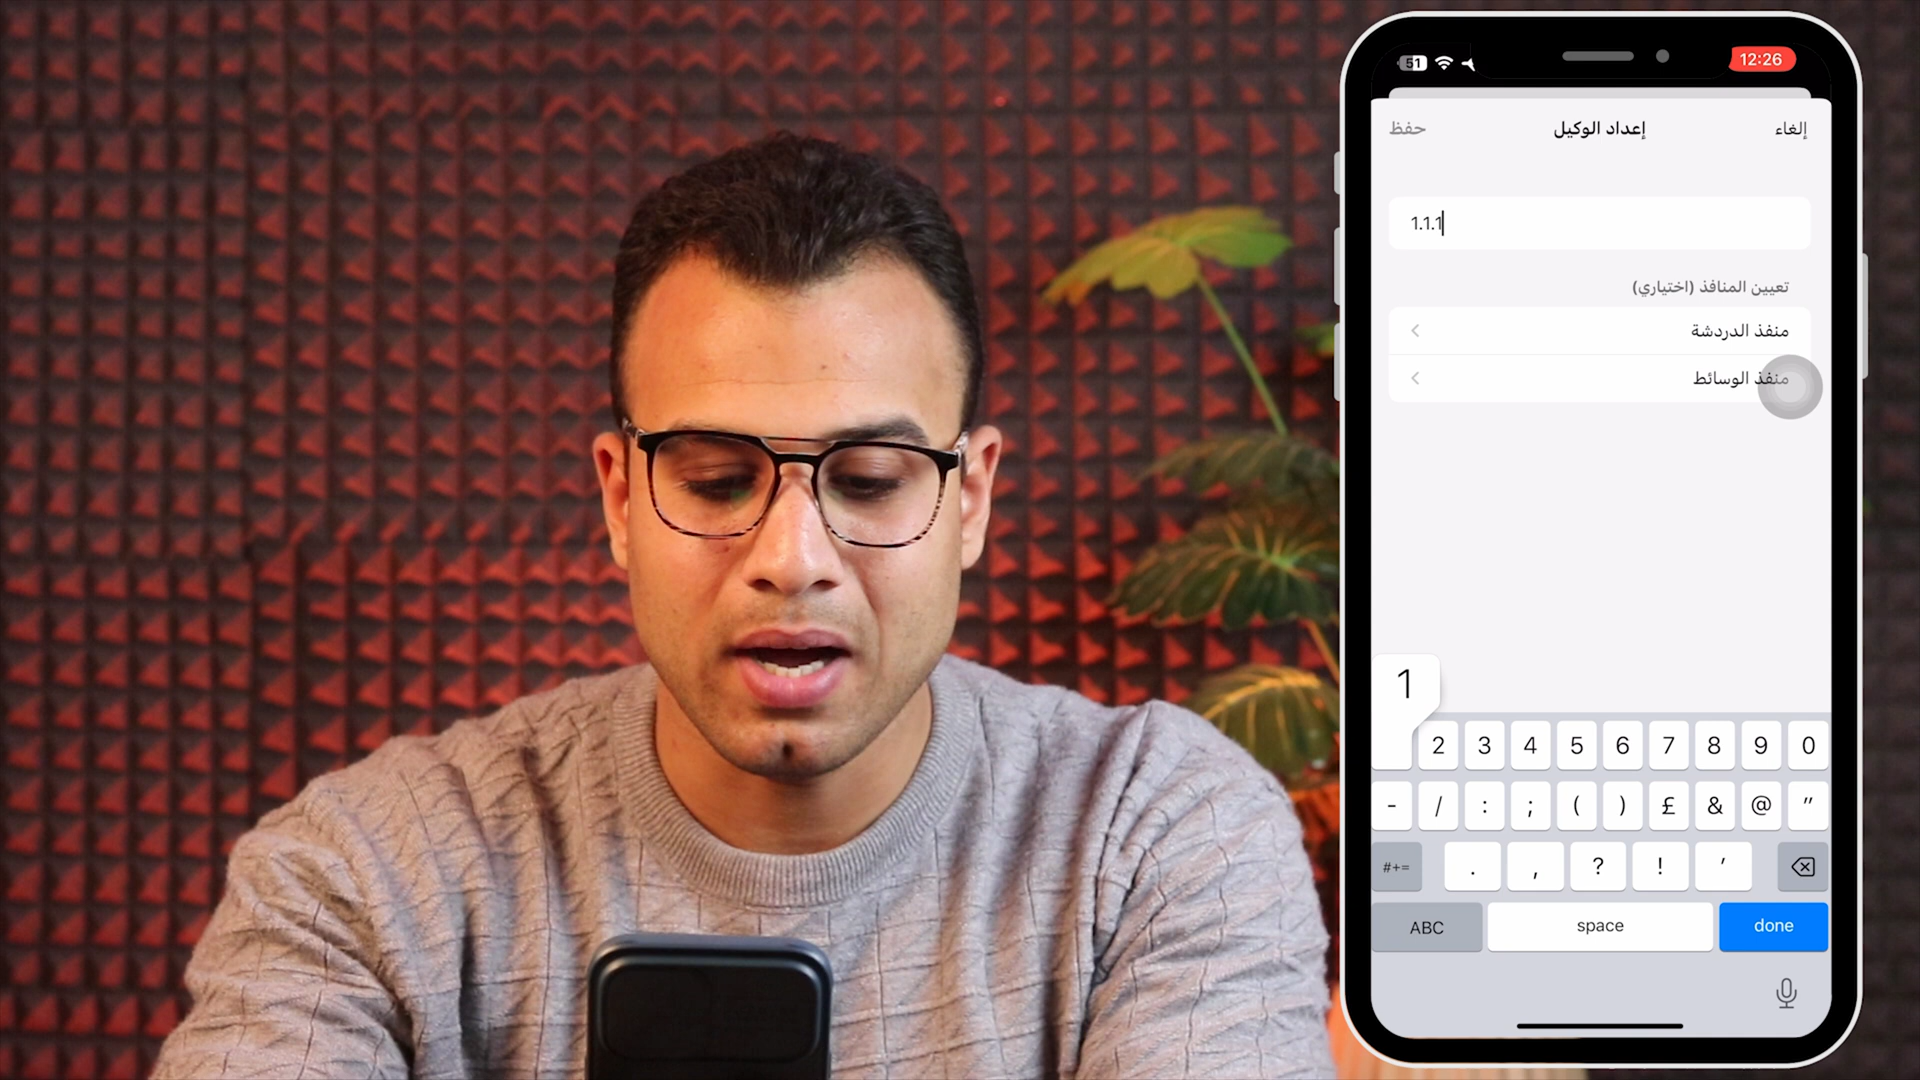 51
12:26
إلغاء
إعداد الوكيل
حفظ
1.1.1
تعيين المنافذ (اختياري)
منفذ الدردشة
منفذ الوسائط
1
2 3 4 5 6 7 8 9 0
- / : ; ( ) £ & @ "
#+= . , ? ! '
ABC space done